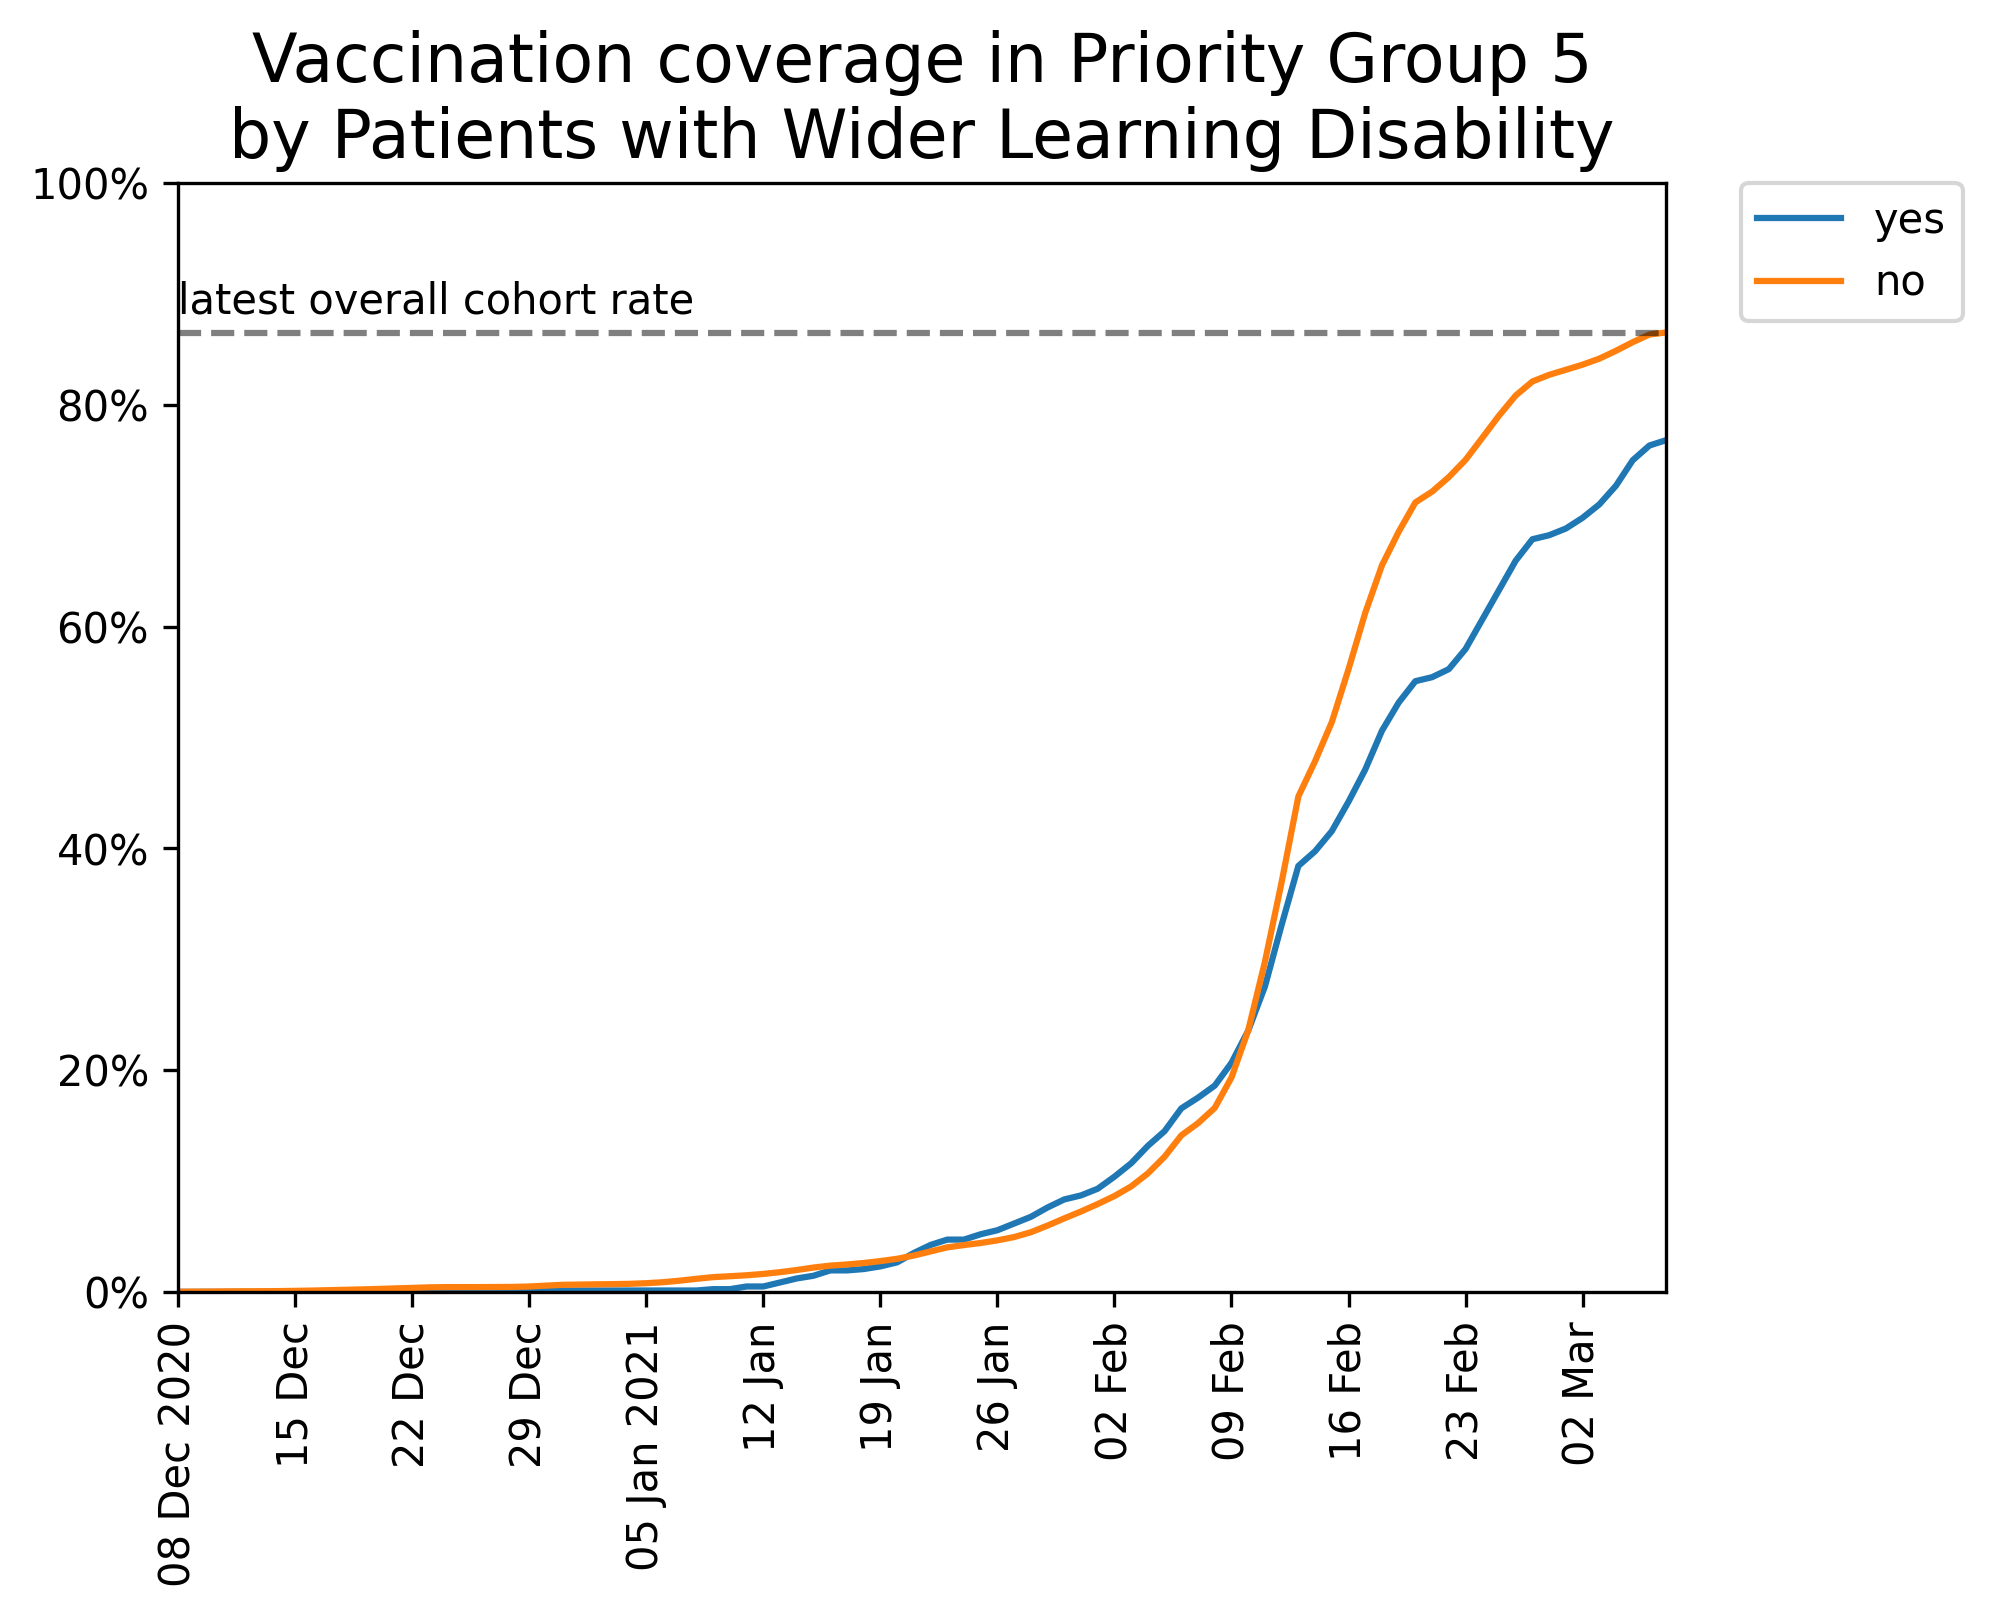 Vaccination coverage in Priority Group 5
by Patients with Wider Learning Disability
100%
80%
60%
40%
20%
0%
latest overall cohort rate
yes
no
08 Dec 2020
15 Dec
22 Dec
29 Dec
05 Jan 2021
12 Jan
19 Jan
26 Jan
02 Feb
09 Feb
16 Feb
23 Feb
02 Mar